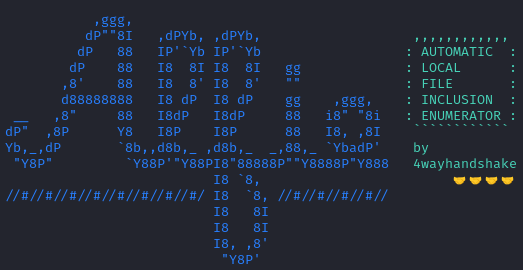 ,ggg,
dP""8I   ,dPYb, ,dPYb,                   ,,,,,,,,,,,,
dP   88   IP'`Yb IP'`Yb                  : AUTOMATIC  :
dP    88   I8  8I I8  8I   gg             : LOCAL      :
,8'    88   I8  8' I8  8'   ""             : FILE       :
d88888888   I8 dP  I8 dP    gg    ,ggg,    : INCLUSION  :
__   ,8"     88   I8dP   I8dP     88   i8" "8i   : ENUMERATOR :
dP"  ,8P      Y8   I8P    I8P      88   I8, ,8I    ````````````
Yb,_,dP       `8b,,d8b,_ ,d8b,_  _,88,_ `YbadP'    by
"Y8P"         `Y88P'"Y88PI8"88888P""Y8888P"Y888   4wayhandshake
I8 `8,                        🤝🤝🤝🤝
//#//#//#//#//#//#//#//#/ I8  `8, //#//#//#//#//
I8   8I
I8   8I
I8, ,8'
"Y8P'